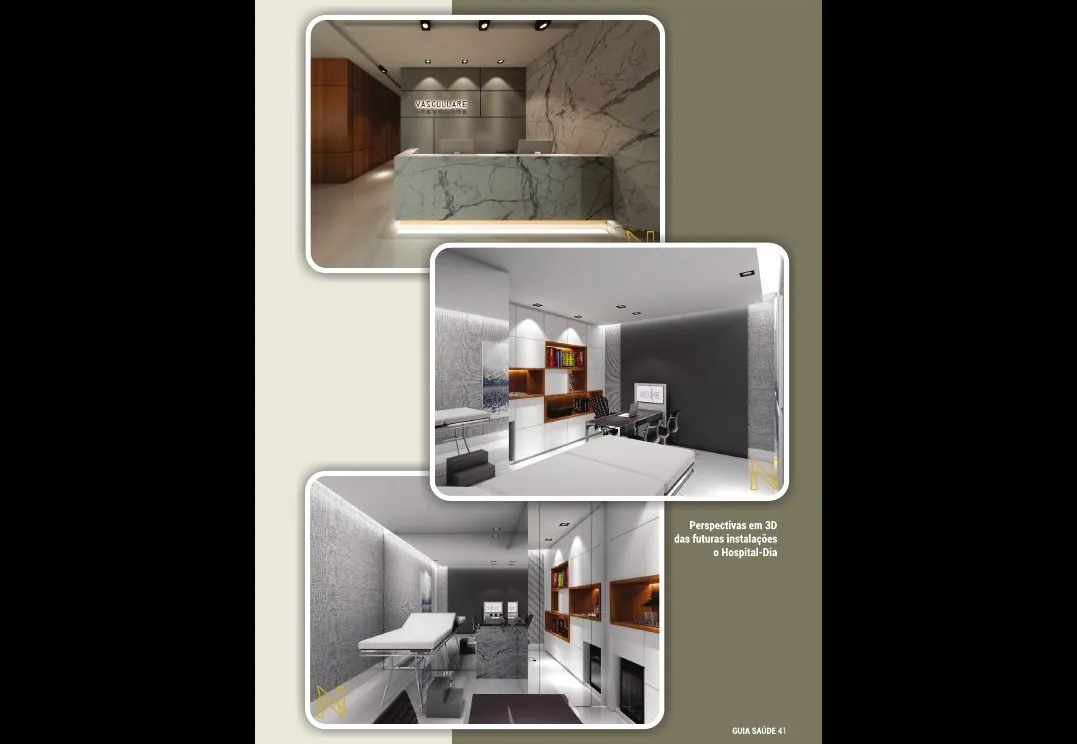 VASCULLARE
Perspectivas em 3D
das futuras instalações
o Hospital-Dia
GUIA SAÚDE 41